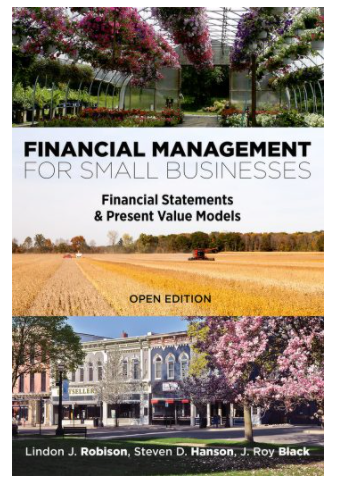 FINANCIAL MANAGEMENT
FOR SMALL BUSINESSES
Financial Statements
& Present Value Models
OPEN EDITION
Lindon J. Robison, Steven D. Hanson, J. Roy Black